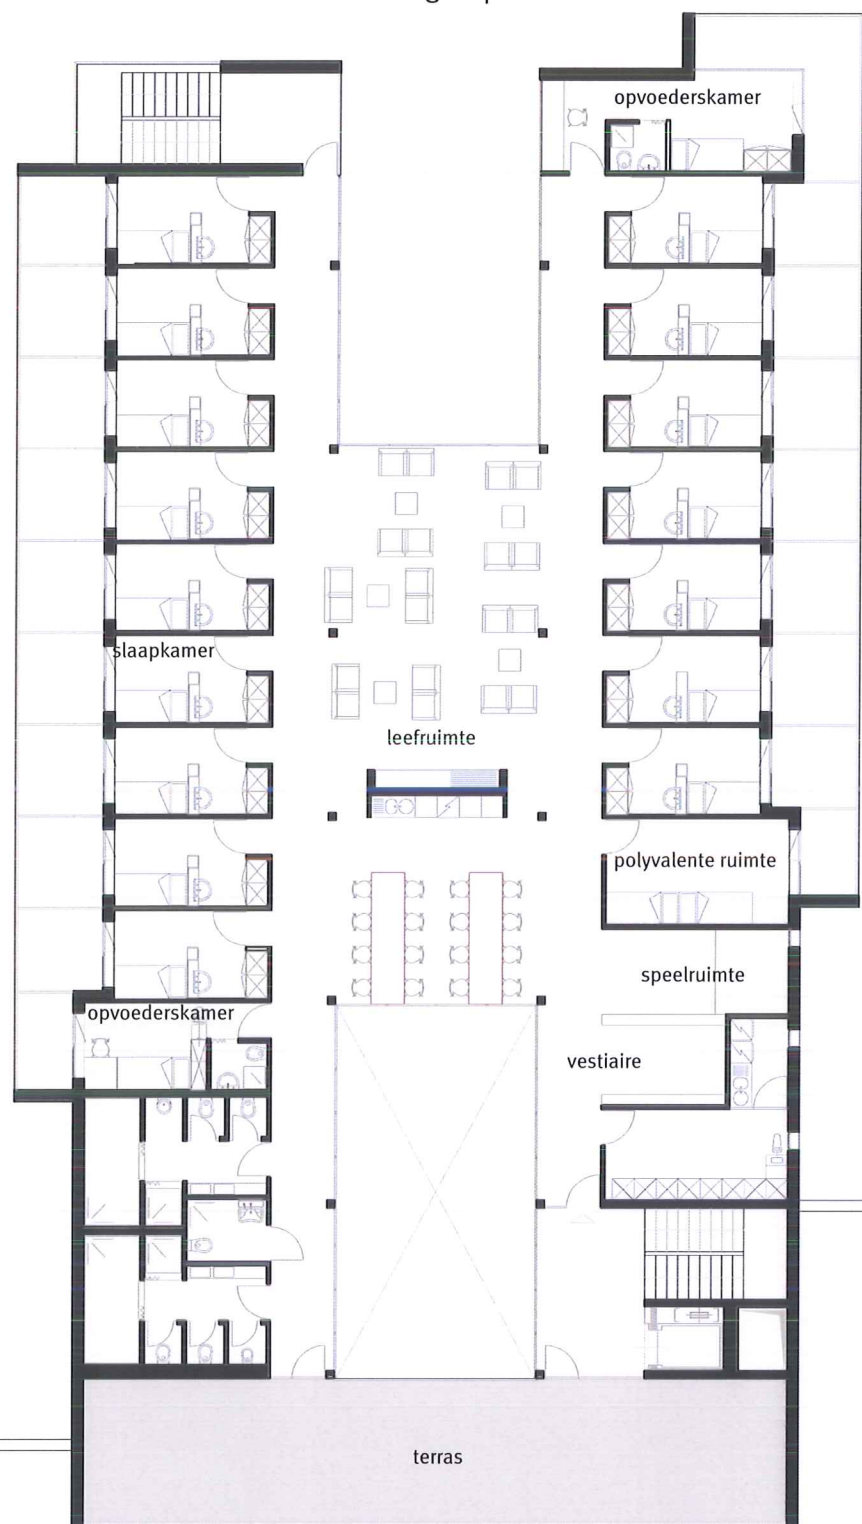 opvoederskamer
slaapkamer
leefruimte
polyvalente ruimte
speelruimte
opvoederskamer
vestiaire
terras